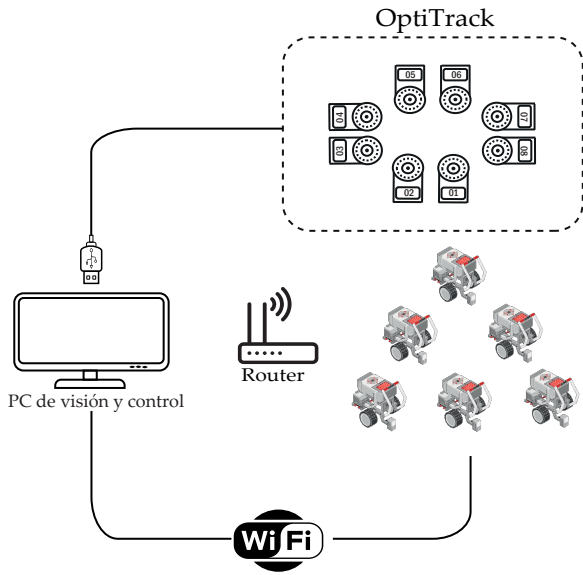 OptiTrack
05
06
04
07
03
08
02
01
Router
PC de visión y control
WiFi